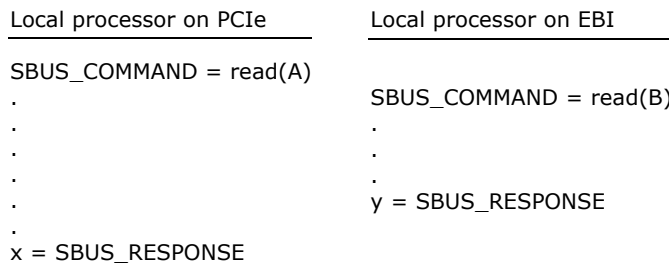 Local processor on PCIe
SBUS_COMMAND = read(A)
.
.
.
.
.
.
x = SBUS_RESPONSE
Local processor on EBI
SBUS_COMMAND = read(B)
.
.
.
y = SBUS_RESPONSE